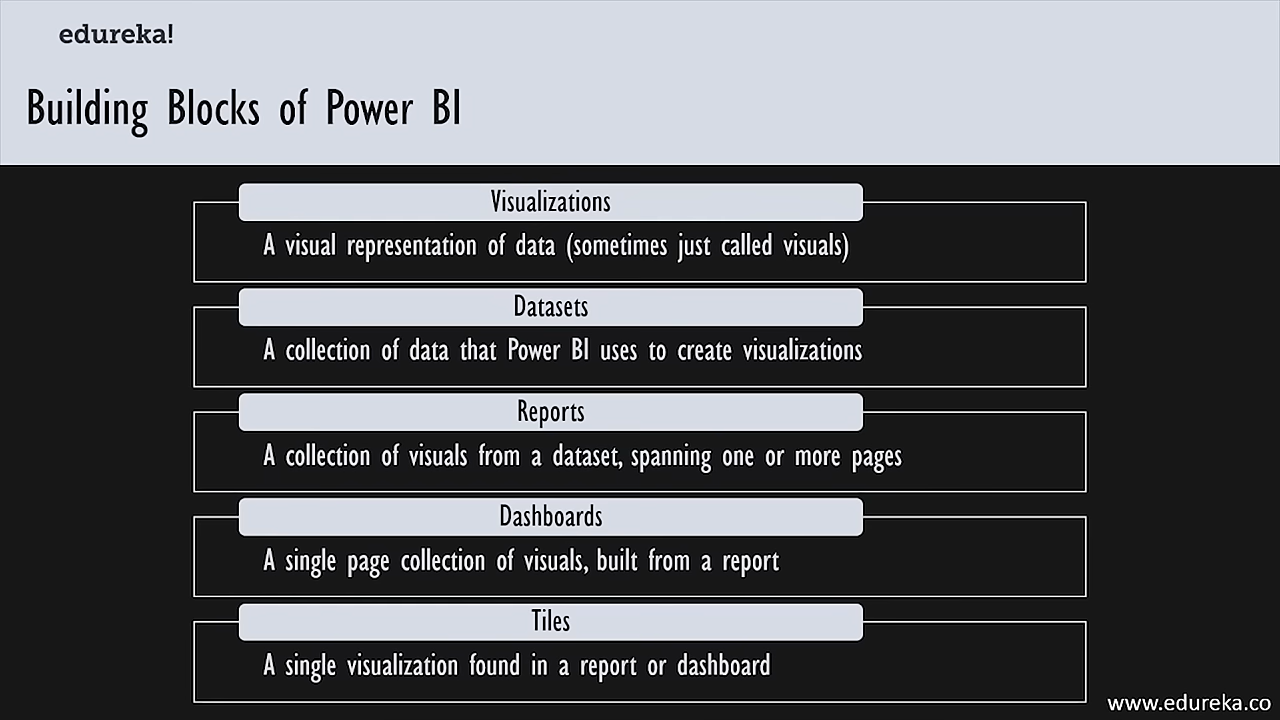 edureka!
Building Blocks of Power BI
Visualizations
A visual representation of data (sometimes just called visuals)
Datasets
A collection of data that Power BI uses to create visualizations
Reports
A collection of visuals from a dataset, spanning one or more pages
Dashboards
A single page collection of visuals, built from a report
Tiles
A single visualization found in a report or dashboard
www.edureka.co